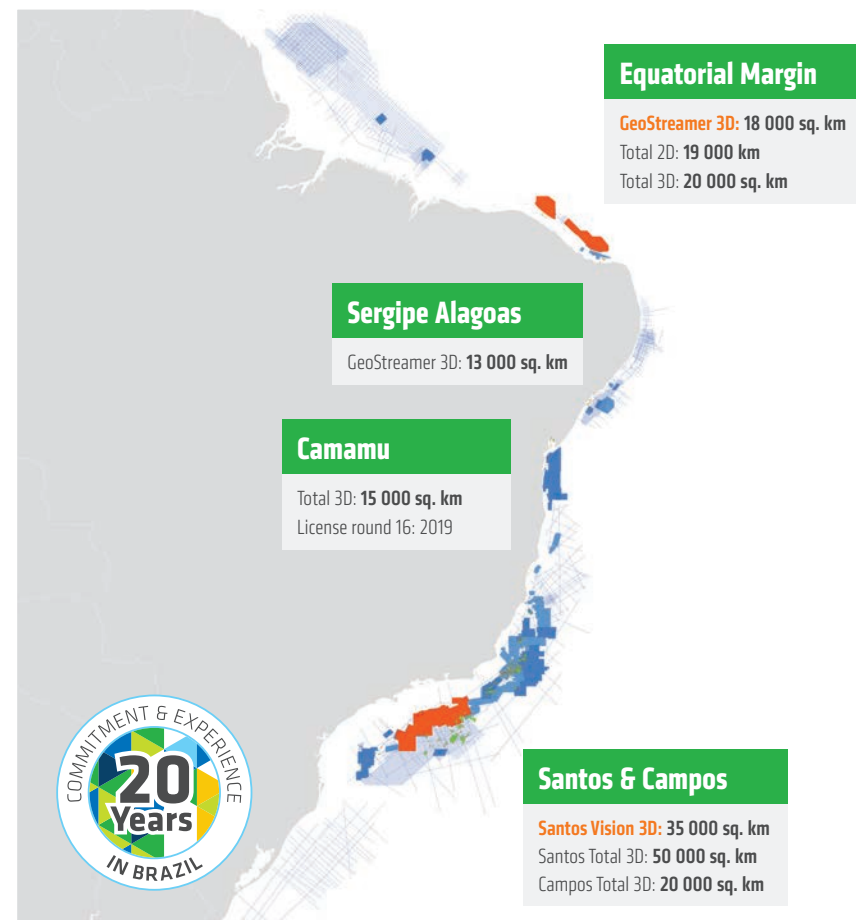 Equatorial Margin
GeoStreamer 3D: 18 000 sq. km
Total 2D: 19 000 km
Total 3D: 20 000 sq. km
Sergipe Alagoas
GeoStreamer 3D: 13 000 sq. km
Camamu
Total 3D: 15 000 sq. km
License round 16: 2019
COMMITMENT & EXPERIENCE
20
Years
IN BRAZIL
Santos & Campos
Santos Vision 3D: 35 000 sq. km
Santos Total 3D: 50 000 sq. km
Campos Total 3D: 20 000 sq. km